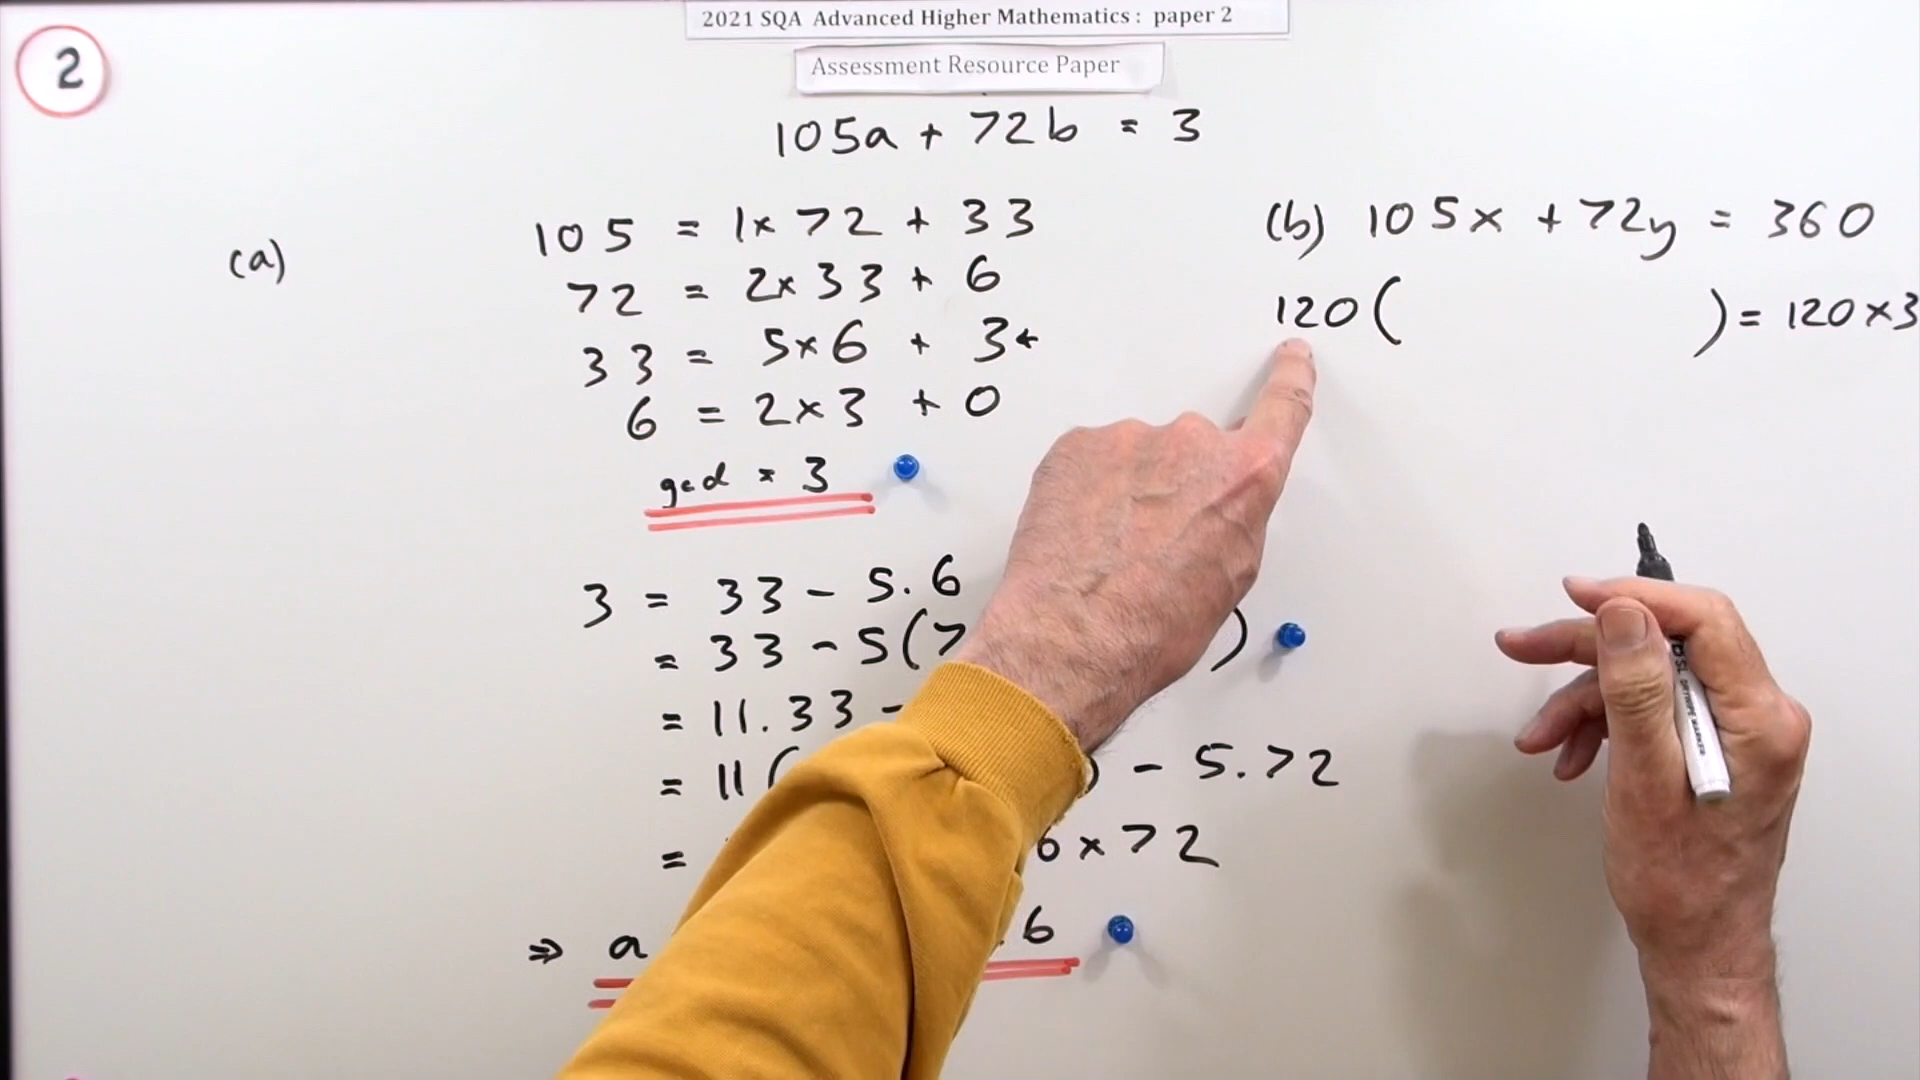 2
2021 SQA Advanced Higher Mathematics : paper 2
Assessment Resource Paper
105a + 72b = 3
(a)
105 = 1 x 72 + 33
72 = 2 x 33 + 6
33 = 5 x 6 + 3 ←
6 = 2 x 3 + 0
gcd = 3
3 = 33 - 5.6
= 33 - 5(7 )
= 11.33 -
= 11( ) - 5.72
= 6 x 72
⇒ a 6
(b) 105x + 72y = 360
120( ) = 120 x 3